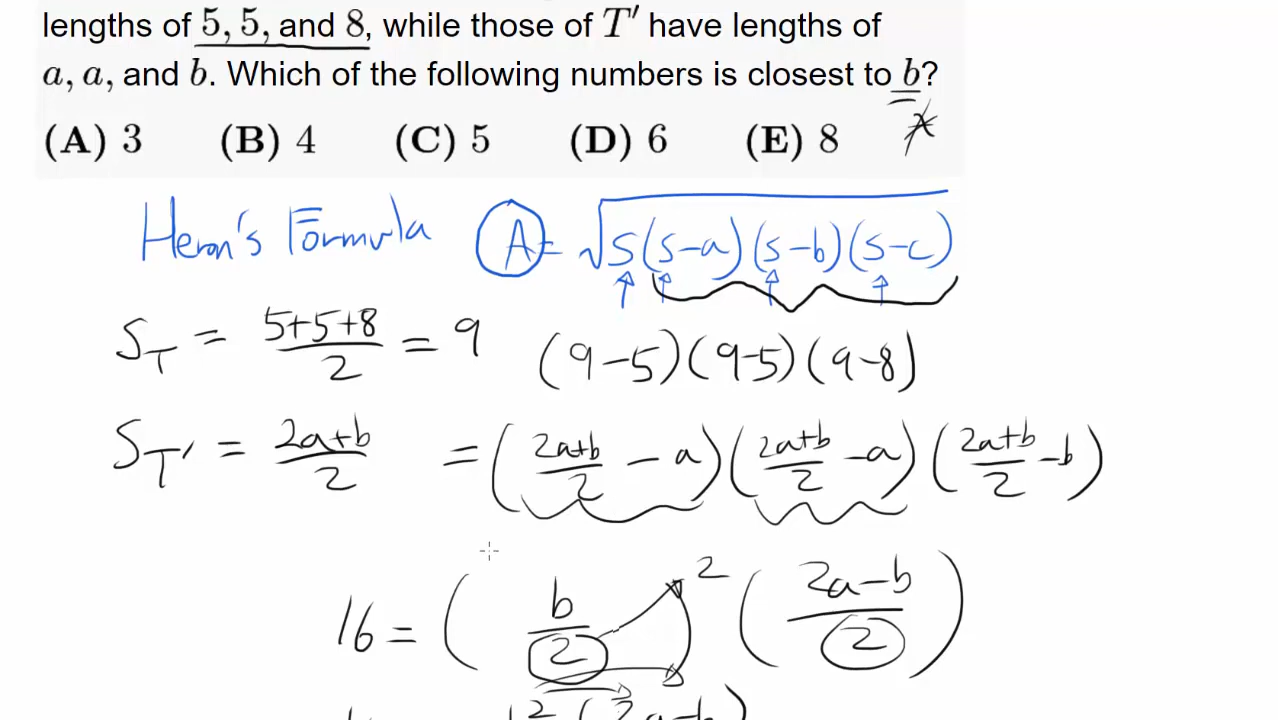 lengths of 5, 5, and 8, while those of T′ have lengths of
a, a, and b. Which of the following numbers is closest to b?
(A) 3 (B) 4 (C) 5 (D) 6 (E) 8
Heron's Formula A = √s(s-a)(s-b)(s-c)
S_T = (5+5+8)/2 = 9 (9-5)(9-5)(9-8)
S_T′ = (2a+b)/2 = ((2a+b)/2 - a)((2a+b)/2 - a)((2a+b)/2 - b)
16 = (b/2)² ((2a-b)/2)